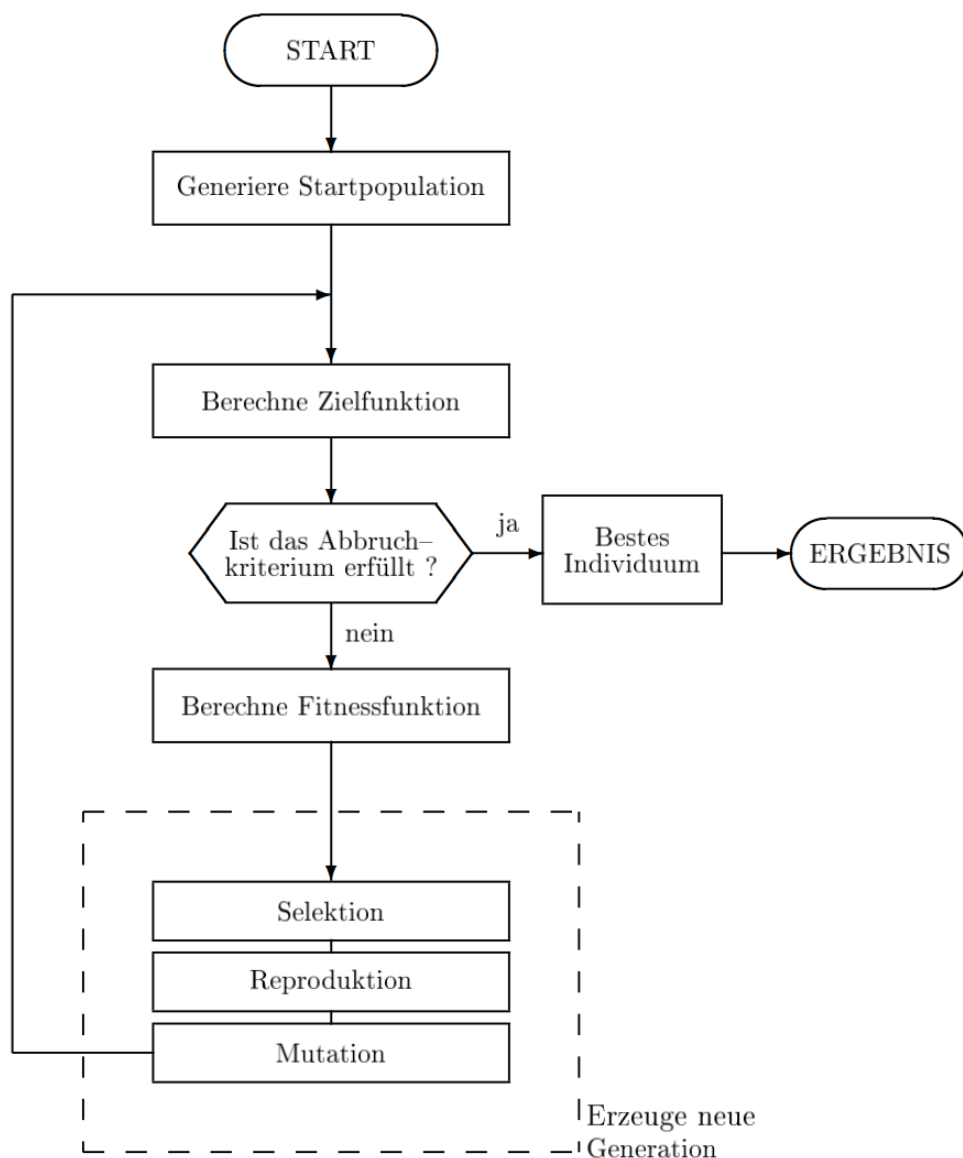 START
Generiere Startpopulation
Berechne Zielfunktion
Ist das Abbruch–
kriterium erfüllt ?
ja
Bestes
Individuum
ERGEBNIS
nein
Berechne Fitnessfunktion
Selektion
Reproduktion
Mutation
Erzeuge neue
Generation